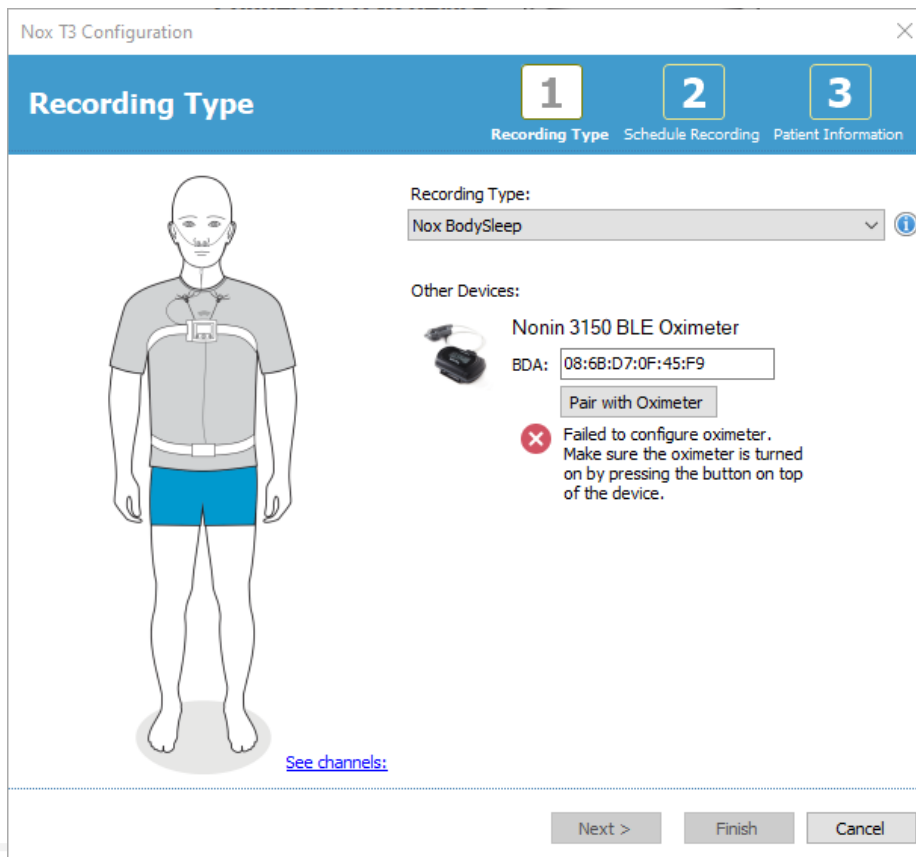 Nox T3 Configuration
Recording Type
1
2
3
Recording Type
Schedule Recording
Patient Information
Recording Type:
Nox BodySleep
Other Devices:
Nonin 3150 BLE Oximeter
BDA: 08:6B:D7:0F:45:F9
Pair with Oximeter
Failed to configure oximeter.
Make sure the oximeter is turned
on by pressing the button on top
of the device.
See channels:
Next >
Finish
Cancel